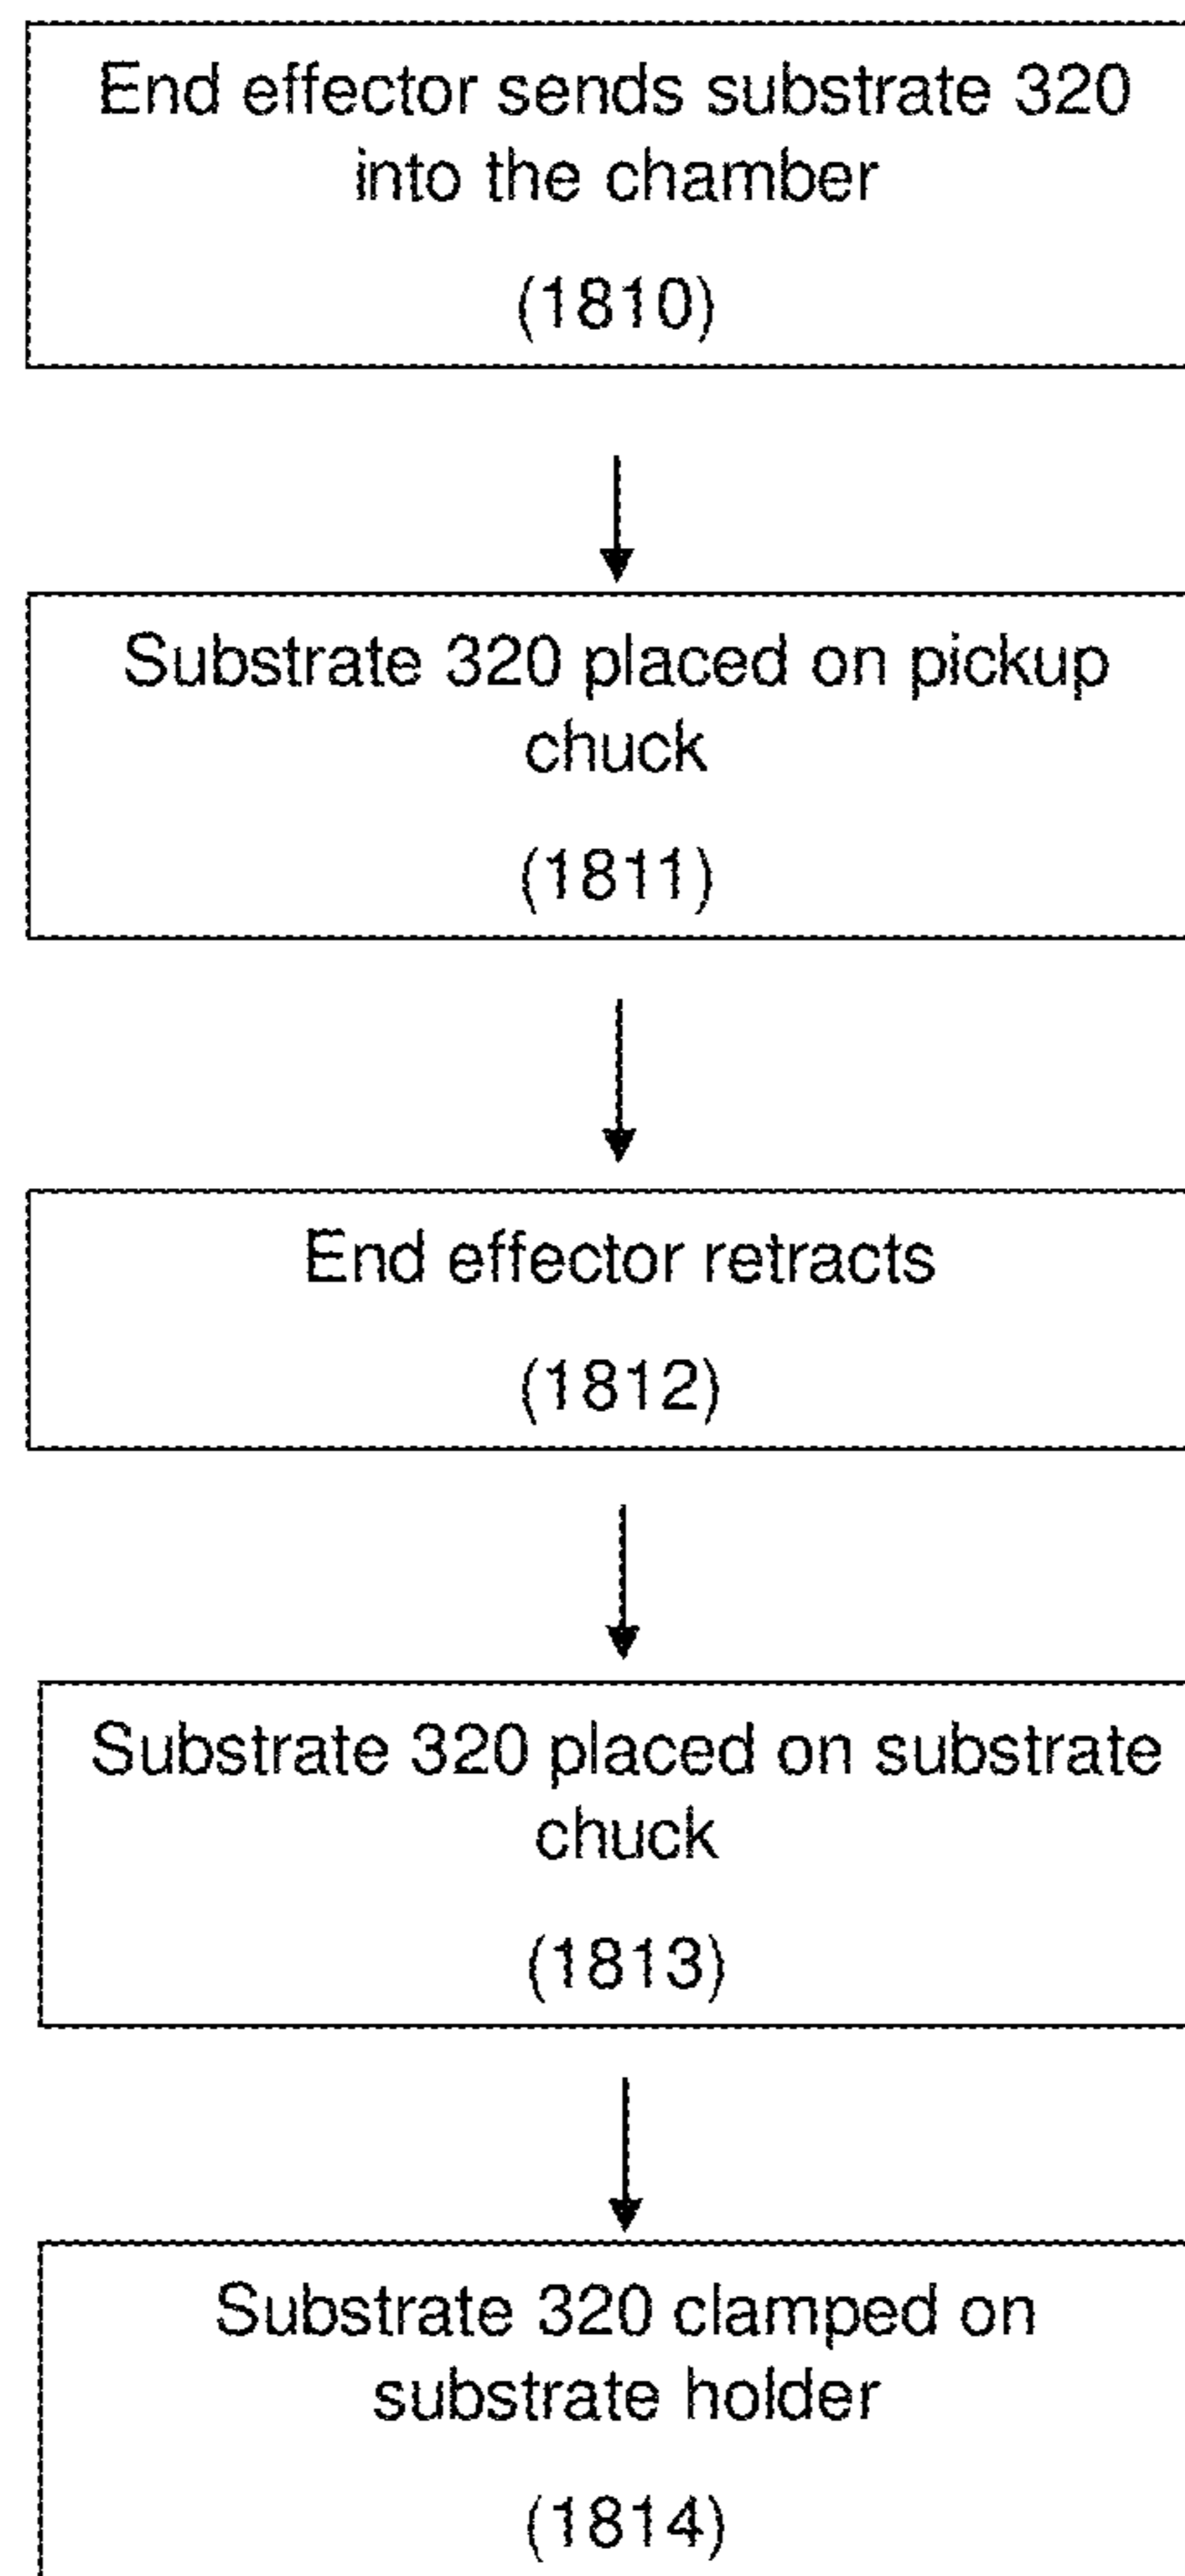 End effector sends substrate 320
into the chamber
(1810)
Substrate 320 placed on pickup
chuck
(1811)
End effector retracts
(1812)
Substrate 320 placed on substrate
chuck
(1813)
Substrate 320 clamped on
substrate holder
(1814)